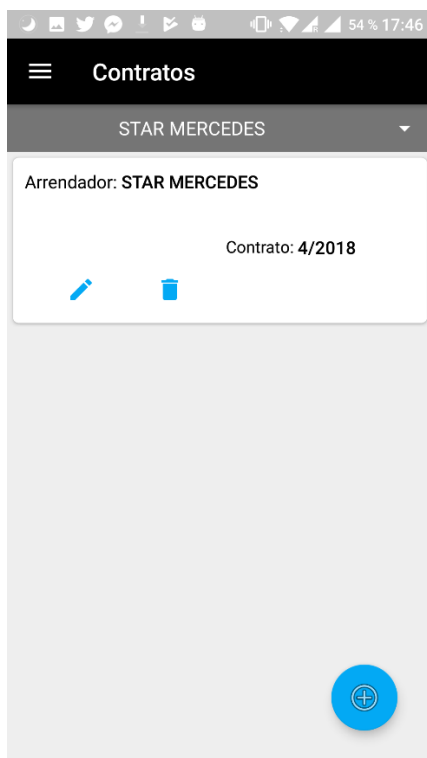 54 % 17:46
Contratos
STAR MERCEDES
Arrendador: STAR MERCEDES
Contrato: 4/2018